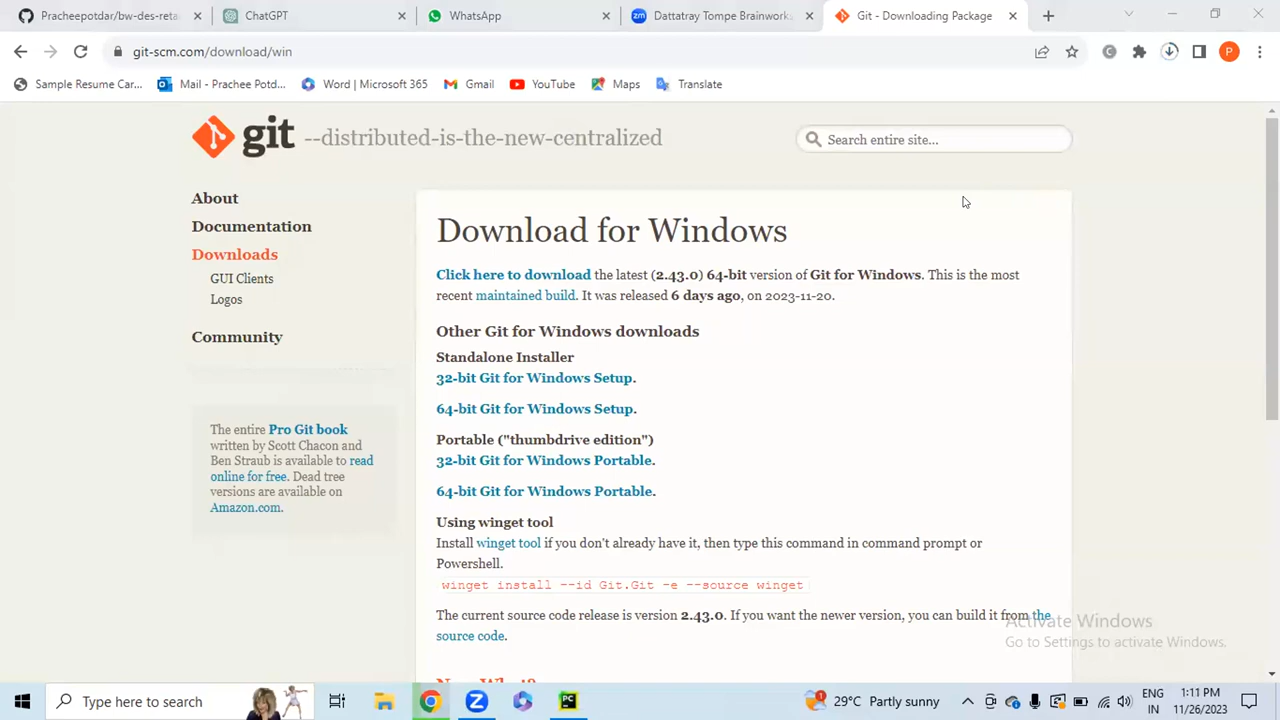 Pracheepotdar/bw-des-reta
ChatGPT
WhatsApp
Dattatray Tompe Brainworks
Git - Downloading Package
git-scm.com/download/win
C
P
Sample Resume Car...
Mail - Prachee Potd...
Word | Microsoft 365
Gmail
YouTube
Maps
Translate
git --distributed-is-the-new-centralized
Search entire site...
About
Documentation
Downloads
GUI Clients
Logos
Community
The entire Pro Git book
written by Scott Chacon and
Ben Straub is available to read
online for free. Dead tree
versions are available on
Amazon.com.
Download for Windows
Click here to download the latest (2.43.0) 64-bit version of Git for Windows. This is the most
recent maintained build. It was released 6 days ago, on 2023-11-20.
Other Git for Windows downloads
Standalone Installer
32-bit Git for Windows Setup.
64-bit Git for Windows Setup.
Portable ("thumbdrive edition")
32-bit Git for Windows Portable.
64-bit Git for Windows Portable.
Using winget tool
Install winget tool if you don't already have it, then type this command in command prompt or
Powershell.
winget install --id Git.Git -e --source winget
The current source code release is version 2.43.0. If you want the newer version, you can build it from the
source code.
Activate Windows
Go to Settings to activate Windows.
Type here to search
PC
1
29°C Partly sunny
ENG
IN
1:11 PM
11/26/2023